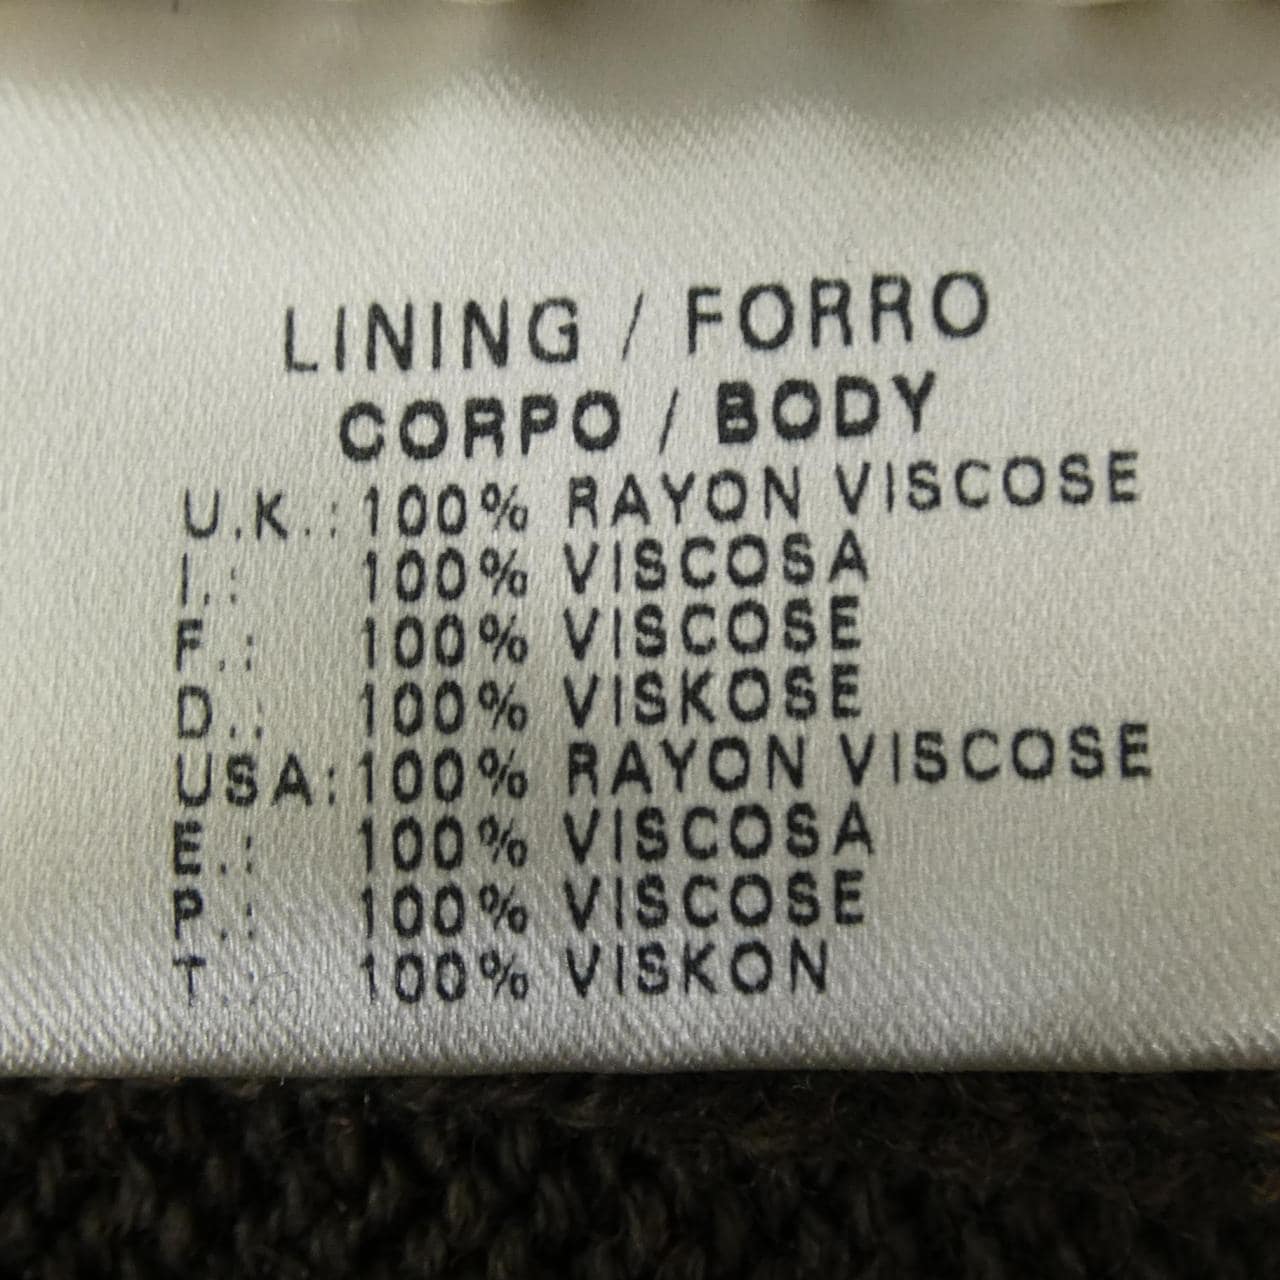 LINING / FORRO
CORPO / BODY
U.K.: 100% RAYON VISCOSE
I.: 100% VISCOSA
F.: 100% VISCOSE
D.: 100% VISKOSE
USA: 100% RAYON VISCOSE
E.: 100% VISCOSA
P.: 100% VISCOSE
T.: 100% VISKON